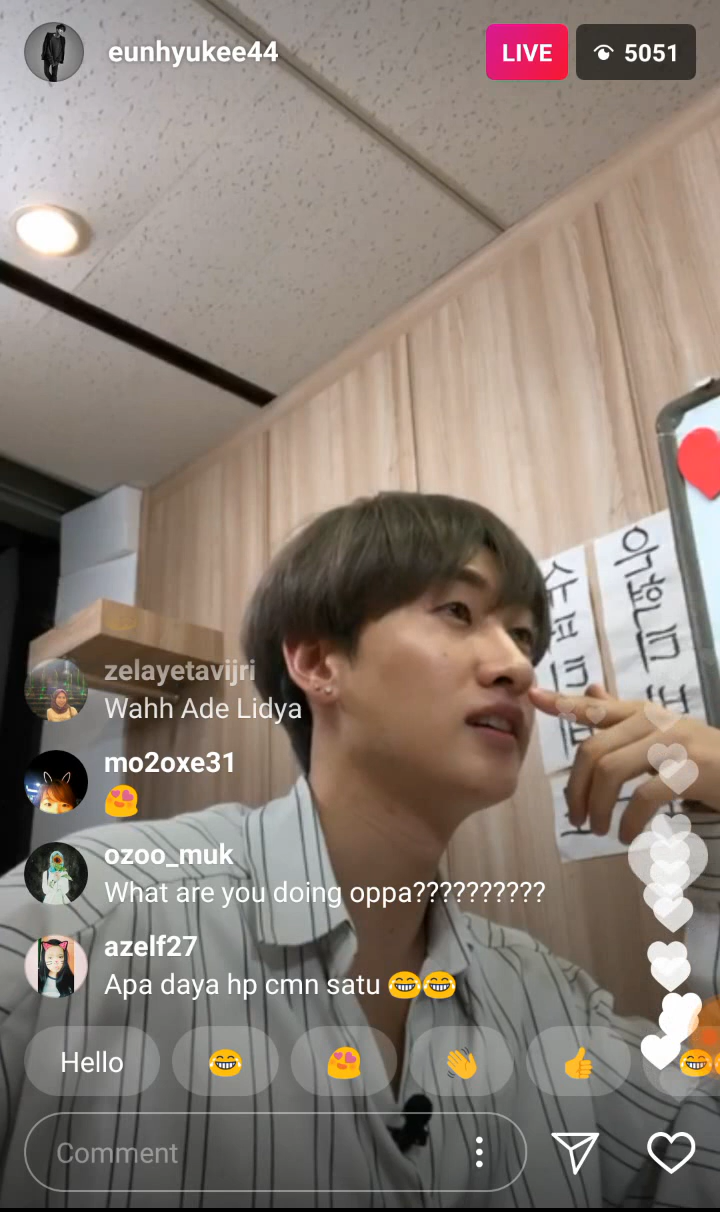 eunhyukee44
LIVE
5051
zelayetavijri
Wahh Ade Lidya
mo2oxe31
😍
ozoo_muk
What are you doing oppa??????????
azelf27
Apa daya hp cmn satu 😂😂
Hello 😂 😍 👋 👍 😂
Comment